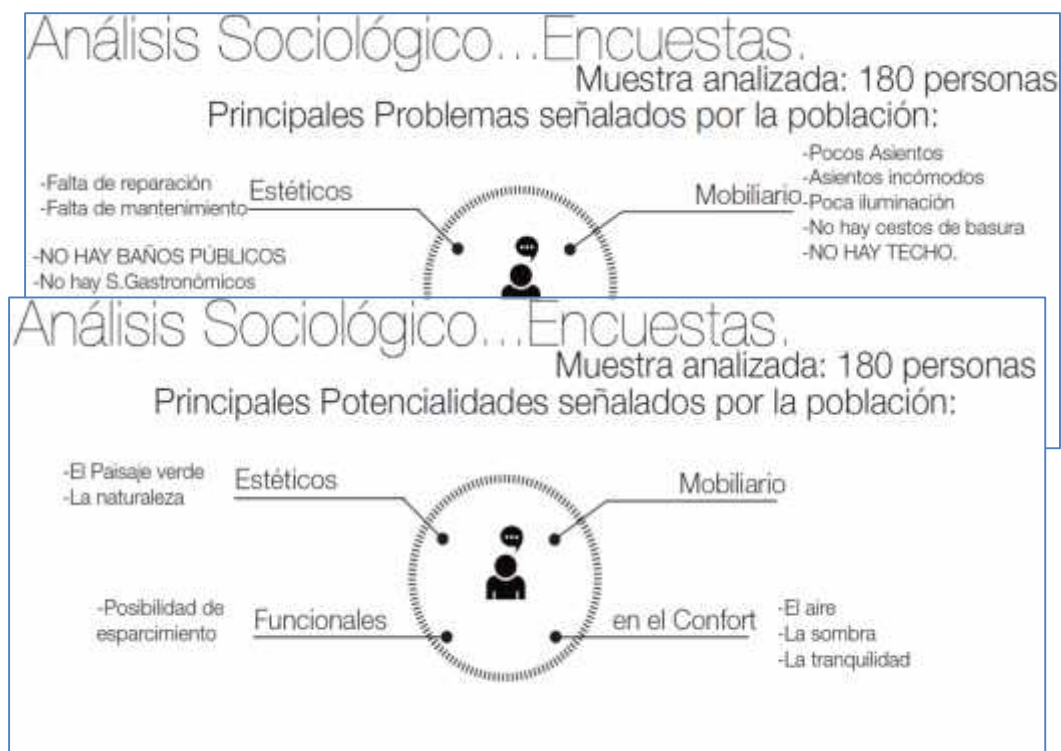 Análisis Sociológico...Encuestas.
Muestra analizada: 180 personas
Principales Problemas señalados por la población:
-Falta de reparación
-Falta de mantenimiento
Estéticos
Mobiliario
-Pocos Asientos
-Asientos incómodos
-Poca iluminación
-No hay cestos de basura
-NO HAY TECHO.
-NO HAY BAÑOS PÚBLICOS
-No hay S.Gastronómicos
Análisis Sociológico...Encuestas.
Muestra analizada: 180 personas
Principales Potencialidades señalados por la población:
-El Paisaje verde
-La naturaleza
Estéticos
Mobiliario
-Posibilidad de
esparcimiento
Funcionales
en el Confort
-El aire
-La sombra
-La tranquilidad